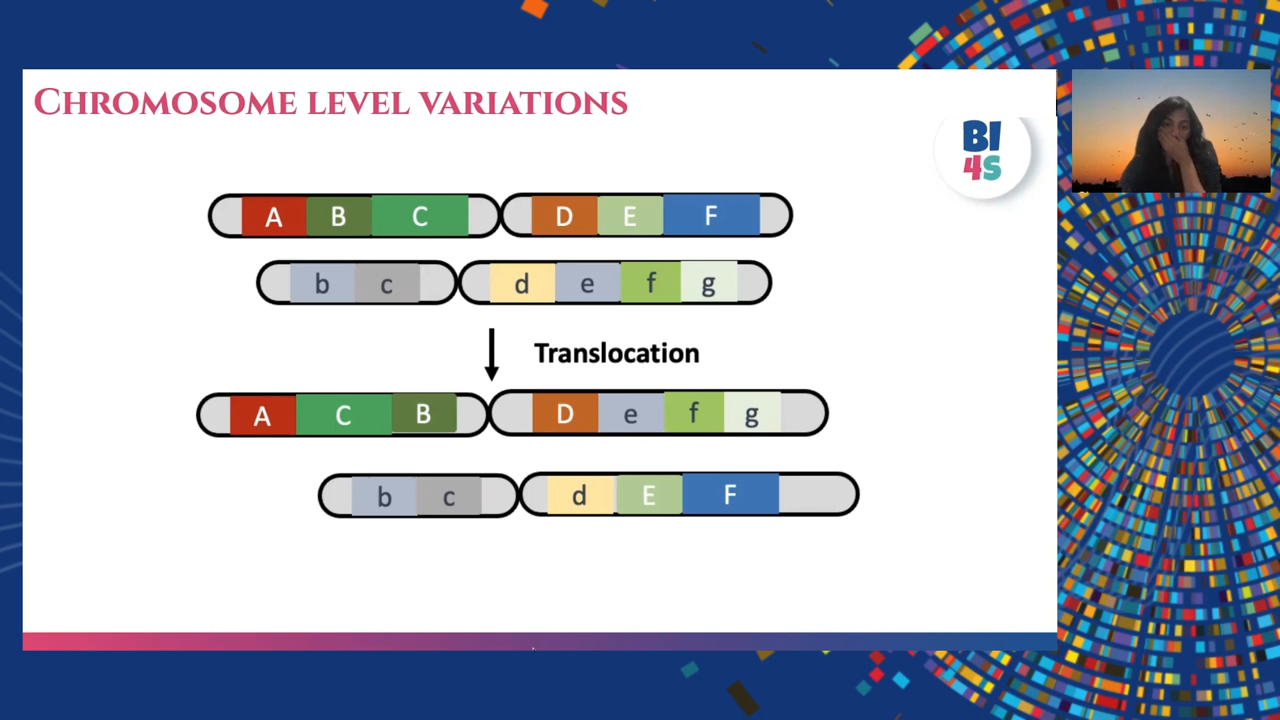 CHROMOSOME LEVEL VARIATIONS
BI
4S
A B C D E F
b c d e f g
Translocation
A C B D e f g
b c d E F